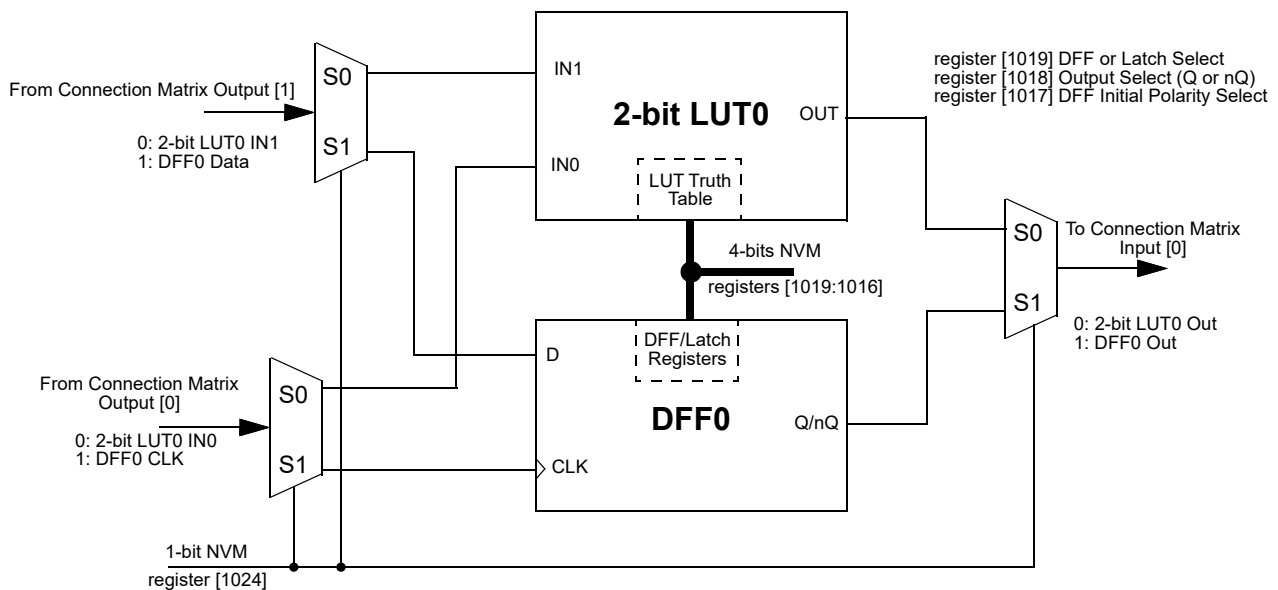 From Connection Matrix Output [1]
0: 2-bit LUT0 IN1
1: DFF0 Data
S0
S1
IN1
IN0
2-bit LUT0
OUT
LUT Truth
Table
register [1019] DFF or Latch Select
register [1018] Output Select (Q or nQ)
register [1017] DFF Initial Polarity Select
4-bits NVM
registers [1019:1016]
S0
S1
To Connection Matrix
Input [0]
0: 2-bit LUT0 Out
1: DFF0 Out
From Connection Matrix
Output [0]
0: 2-bit LUT0 IN0
1: DFF0 CLK
S0
S1
D
CLK
DFF/Latch
Registers
DFF0
Q/nQ
1-bit NVM
register [1024]